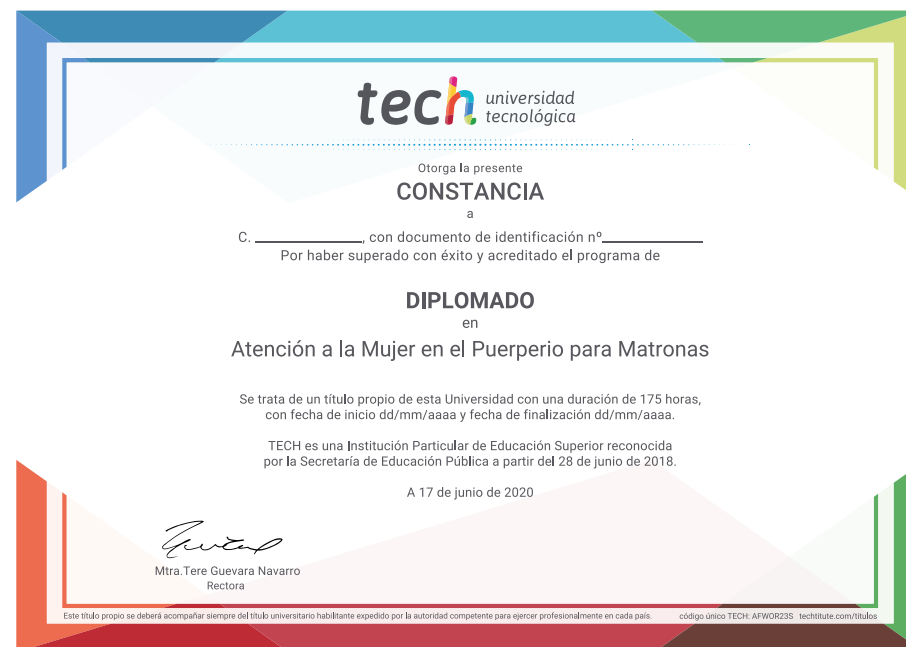 tech universidad
tecnológica
Otorga la presente
CONSTANCIA
a
C. ____________, con documento de identificación nº____________
Por haber superado con éxito y acreditado el programa de
DIPLOMADO
en
Atención a la Mujer en el Puerperio para Matronas
Se trata de un título propio de esta Universidad con una duración de 175 horas,
con fecha de inicio dd/mm/aaaa y fecha de finalización dd/mm/aaaa.
TECH es una Institución Particular de Educación Superior reconocida
por la Secretaría de Educación Pública a partir del 28 de junio de 2018.
A 17 de junio de 2020
Mtra.Tere Guevara Navarro
Rectora
Este título propio se deberá acompañar siempre del título universitario habilitante expedido por la autoridad competente para ejercer profesionalmente en cada país. código único TECH: AFWOR23S techtitute.com/titulos